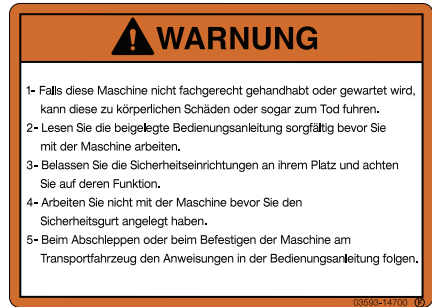 WARNUNG
1- Falls diese Maschine nicht fachgerecht gehandhabt oder gewartet wird,
kann diese zu körperlichen Schäden oder sogar zum Tod fuhren.
2- Lesen Sie die beigelegte Bedienungsanleitung sorgfältig bevor Sie
mit der Maschine arbeiten.
3- Belassen Sie die Sicherheitseinrichtungen an ihrem Platz und achten
Sie auf deren Funktion.
4- Arbeiten Sie nicht mit der Maschine bevor Sie den
Sicherheitsgurt angelegt haben.
5- Beim Abschleppen oder beim Befestigen der Maschine am
Transportfahrzeug den Anweisungen in der Bedienungsanleitung folgen.
03593-14700